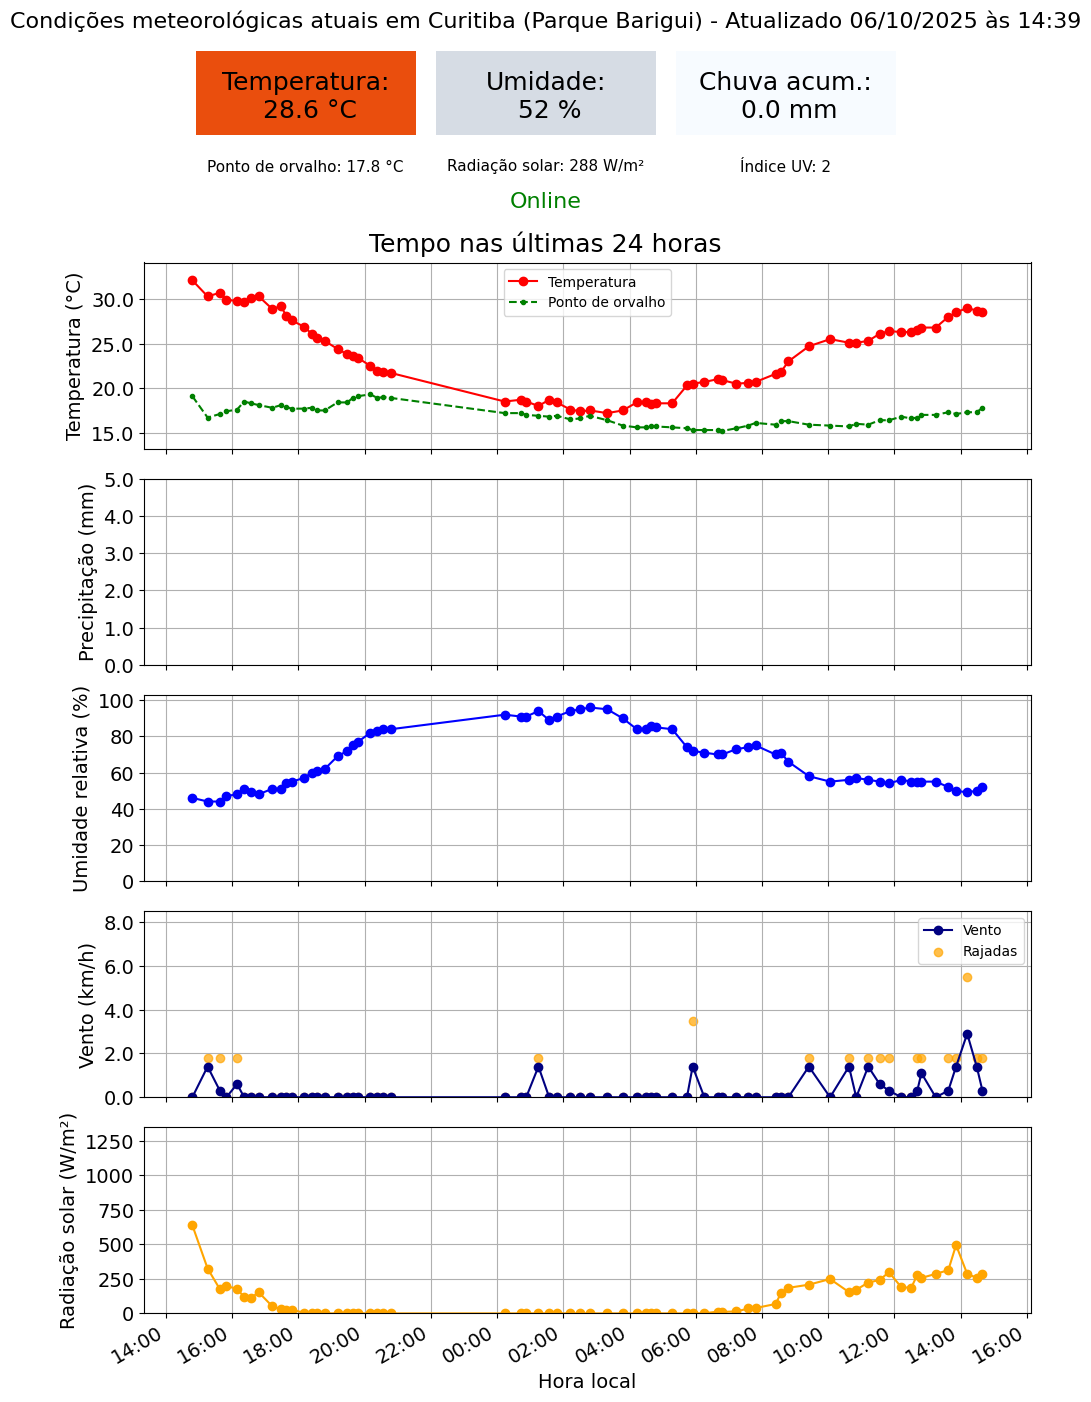 Condições meteorológicas atuais em Curitiba (Parque Barigui) - Atualizado 06/10/2025 às 14:39
Temperatura:
28.6 °C
Umidade:
52 %
Chuva acum.:
0.0 mm
Ponto de orvalho: 17.8 °C
Radiação solar: 288 W/m²
Índice UV: 2
Online
Tempo nas últimas 24 horas
Temperatura (°C)
30.0
25.0
20.0
15.0
Temperatura
Ponto de orvalho
Precipitação (mm)
5.0
4.0
3.0
2.0
1.0
0.0
Umidade relativa (%)
100
80
60
40
20
0
Vento (km/h)
8.0
6.0
4.0
2.0
0.0
Vento
Rajadas
Radiação solar (W/m²)
1250
1000
750
500
250
0
14:00
16:00
18:00
20:00
22:00
00:00
02:00
04:00
06:00
08:00
10:00
12:00
14:00
16:00
Hora local